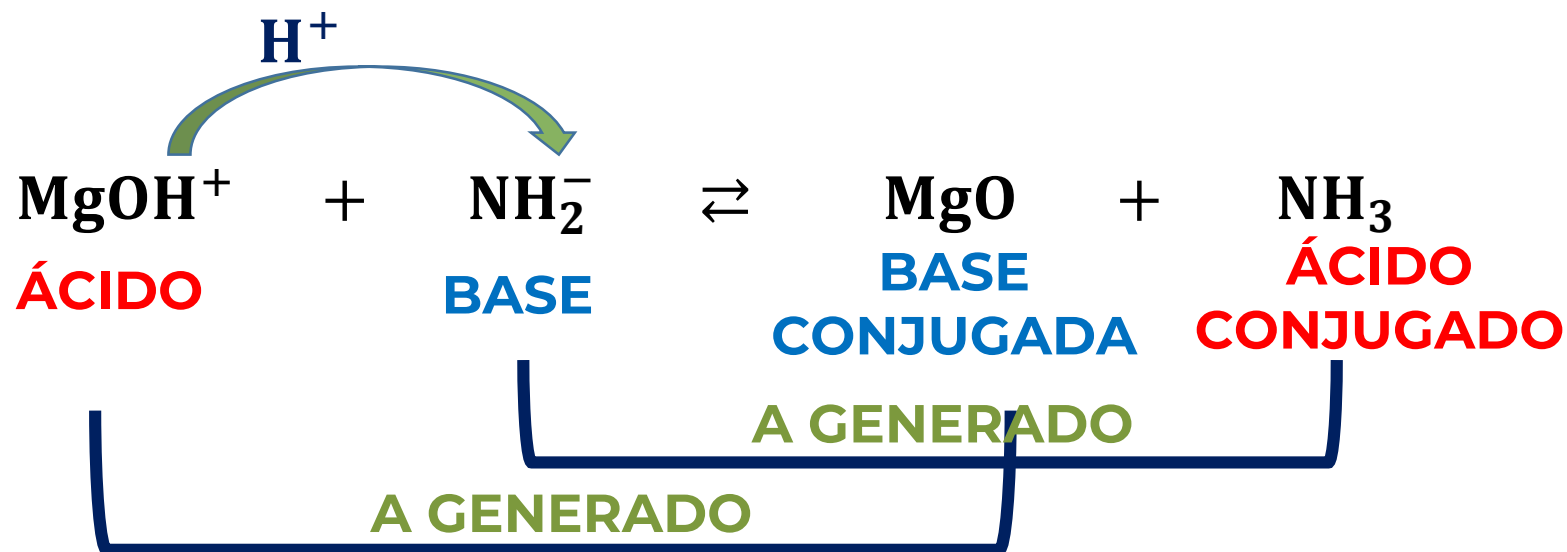 H⁺
MgOH⁺ + NH₂⁻ ⇄ MgO + NH₃
ÁCIDO BASE BASE CONJUGADA ÁCIDO CONJUGADO
A GENERADO
A GENERADO